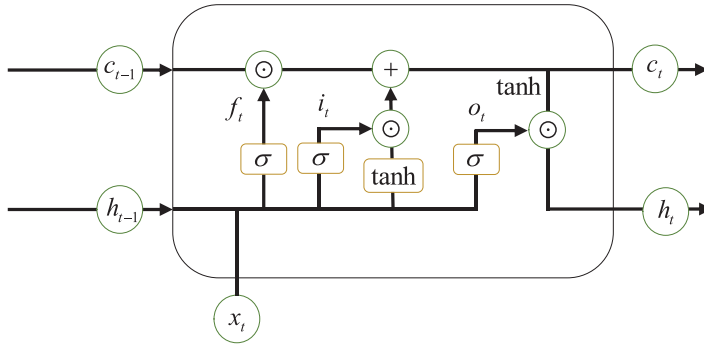 c_{t-1} ⊙ + c_t
tanh
f_t i_t o_t
⊙ ⊙
σ σ tanh σ
h_{t-1} h_t
x_t